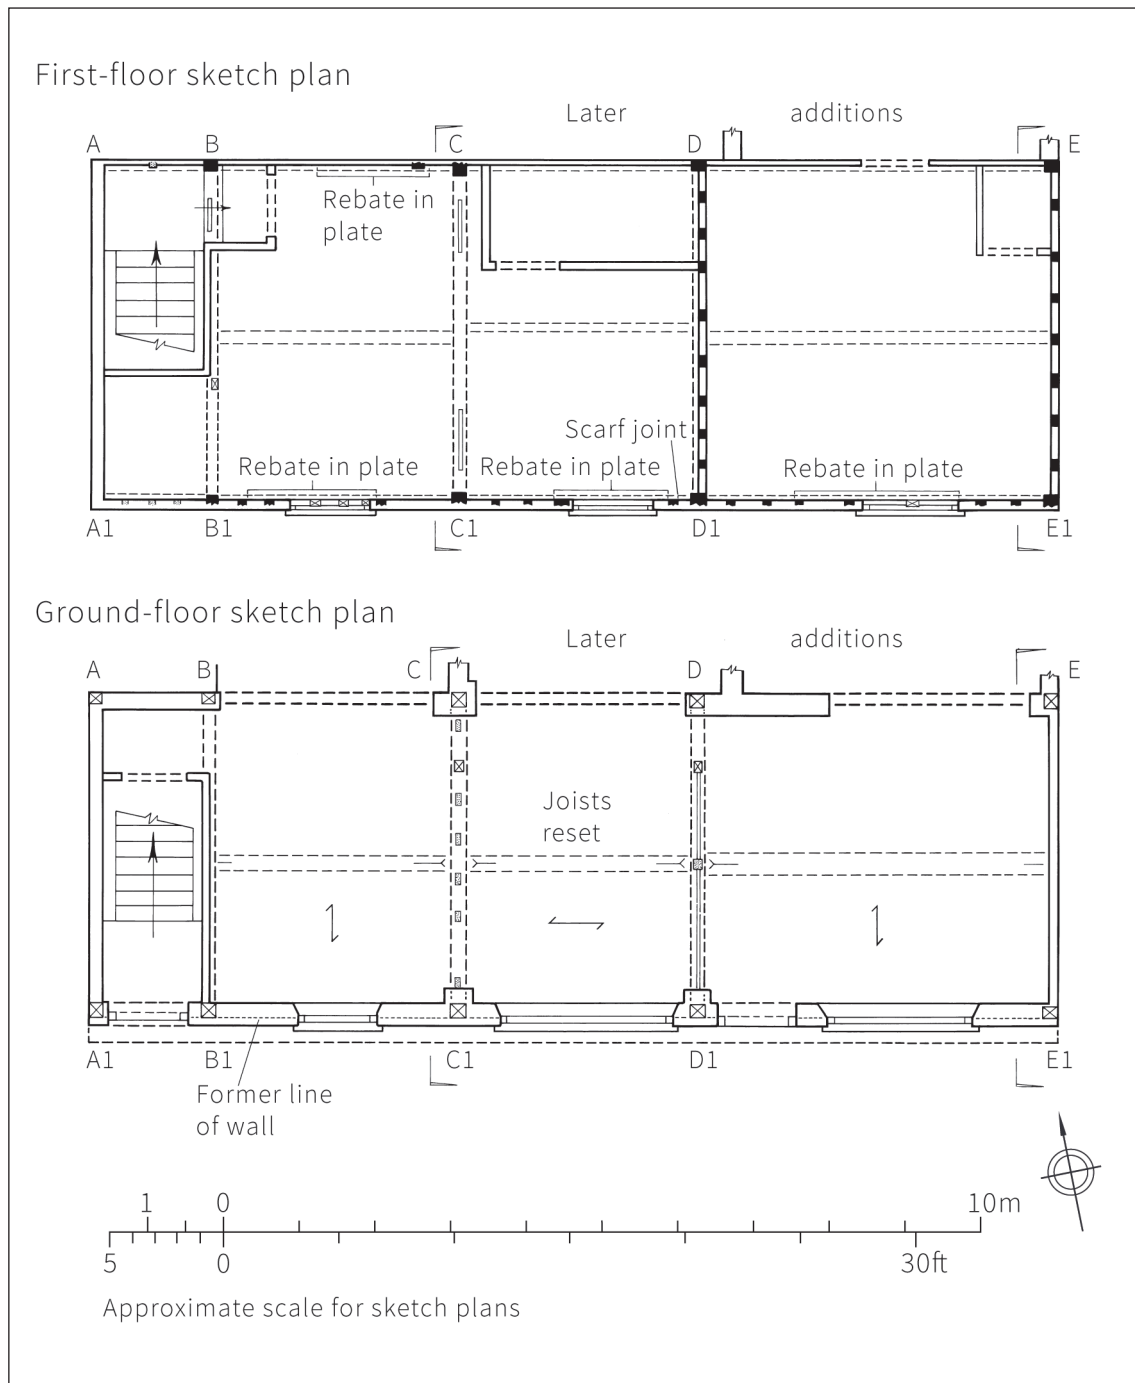 First-floor sketch plan
Later additions
A B C D E
Rebate in
plate
Scarf joint
Rebate in plate Rebate in plate Rebate in plate
A1 B1 C1 D1 E1
Ground-floor sketch plan
Later additions
A B C D E
Joists
reset
A1 B1 C1 D1 E1
Former line
of wall
1 0 10m
5 0 30ft
Approximate scale for sketch plans